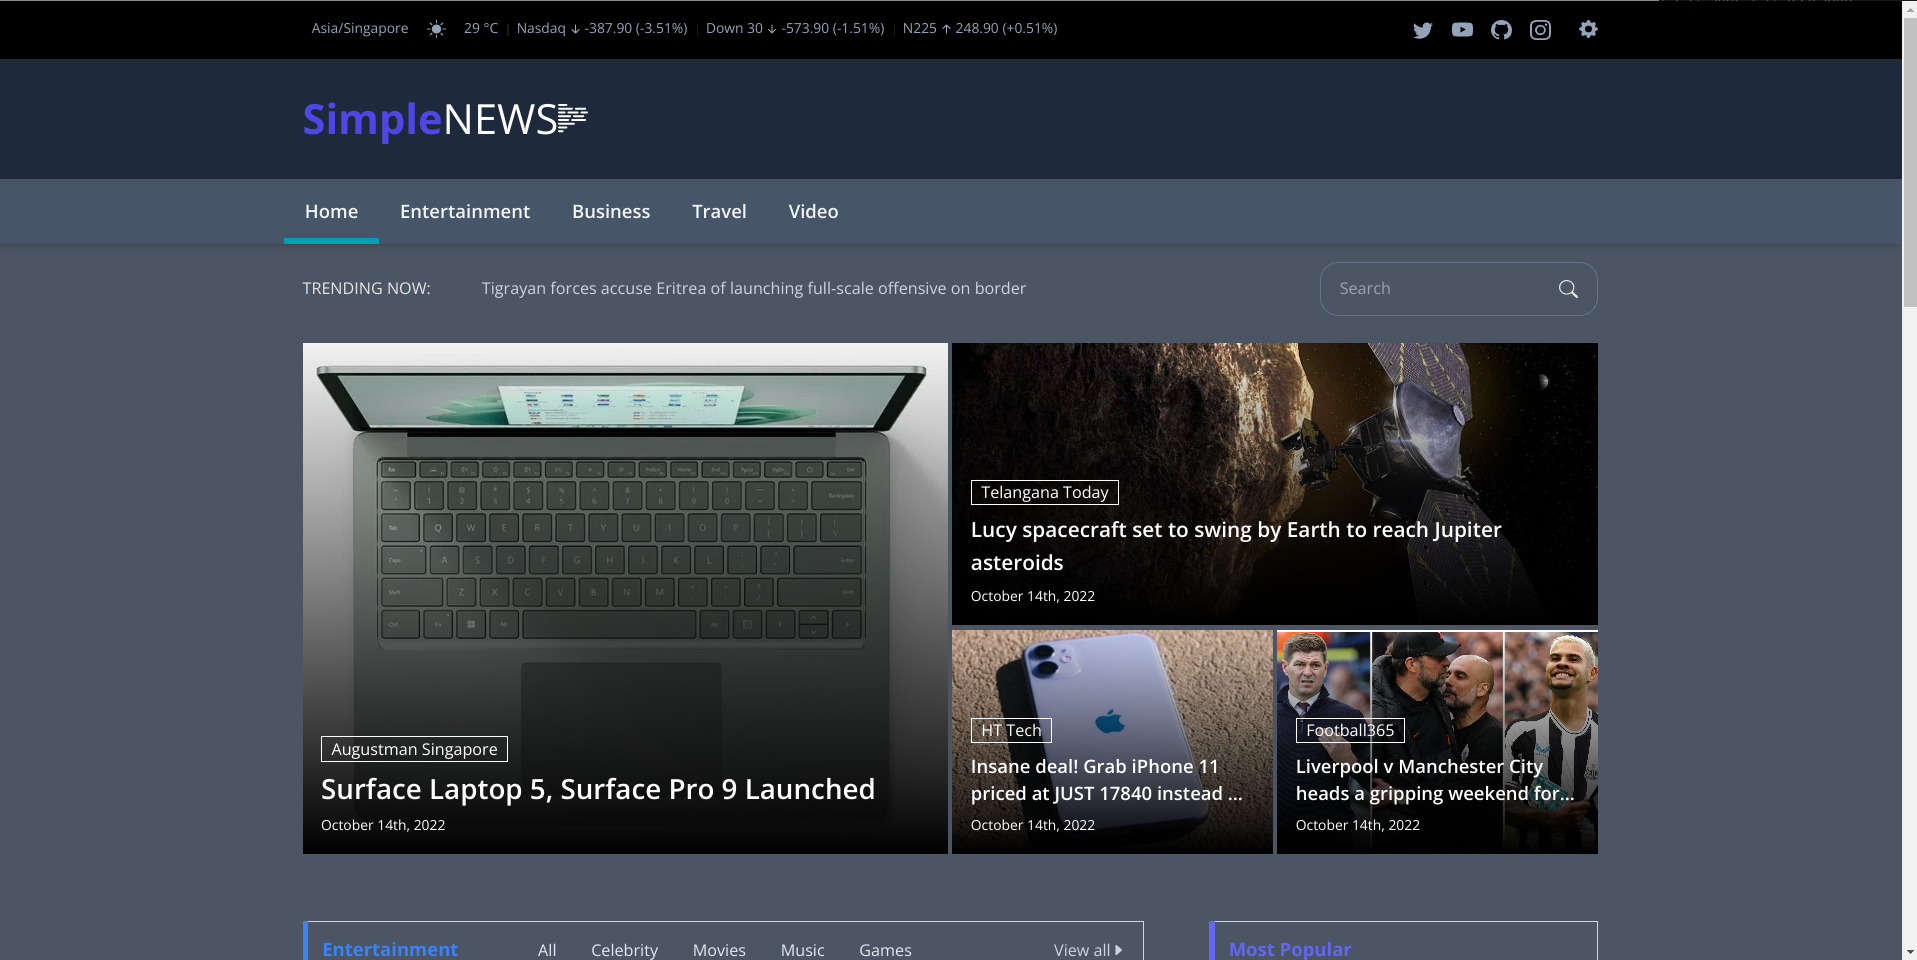 Asia/Singapore 29 °C Nasdaq ↓ -387.90 (-3.51%) Down 30 ↓ -573.90 (-1.51%) N225 ↑ 248.90 (+0.51%)
SimpleNEWS
Home Entertainment Business Travel Video
TRENDING NOW: Tigrayan forces accuse Eritrea of launching full-scale offensive on border
Search
Augustman Singapore
Surface Laptop 5, Surface Pro 9 Launched
October 14th, 2022
Telangana Today
Lucy spacecraft set to swing by Earth to reach Jupiter
asteroids
October 14th, 2022
HT Tech
Insane deal! Grab iPhone 11
priced at JUST 17840 instead ...
October 14th, 2022
Football365
Liverpool v Manchester City
heads a gripping weekend for...
October 14th, 2022
Entertainment All Celebrity Movies Music Games View all
Most Popular